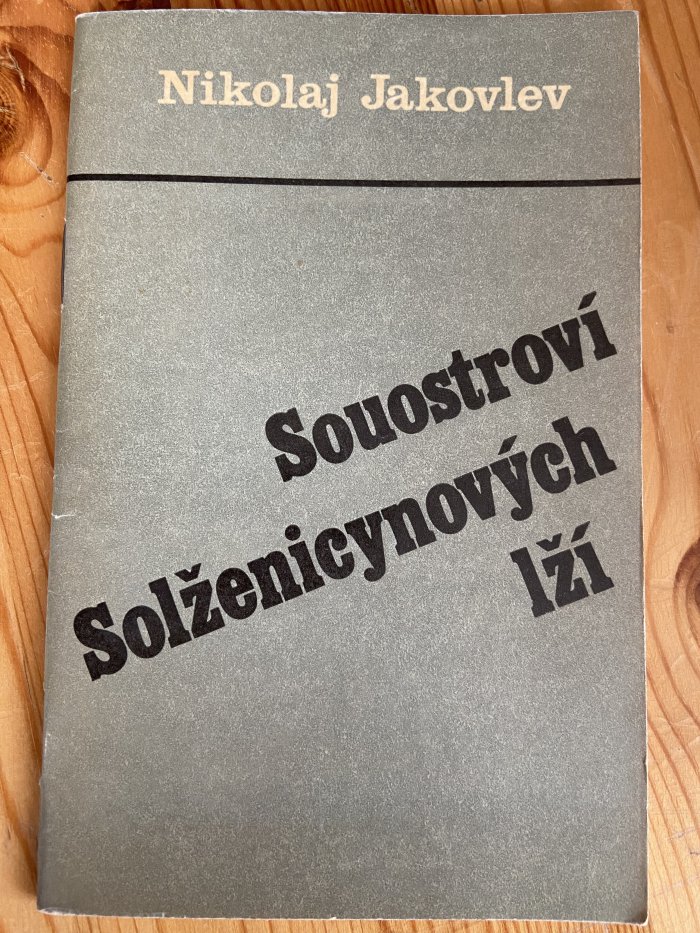 Nikolaj Jakovlev
Souostroví
Solženicynových
lží